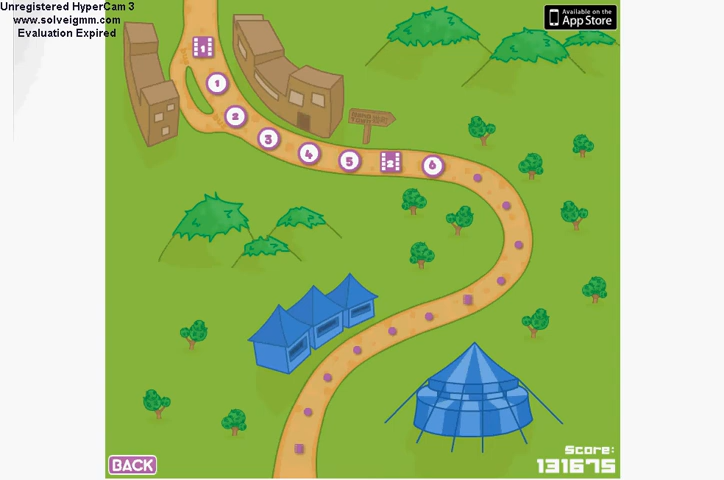 Unregistered HyperCam 3
www.solveigmm.com
Evaluation Expired
Available on the
App Store
1
1
2
3
4
5
2
6
BACK
Score:
131675